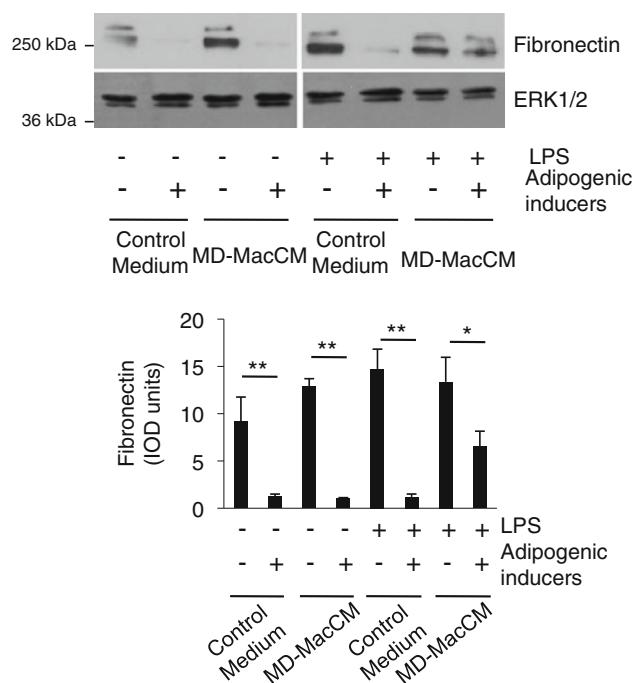 250 kDa
Fibronectin
ERK1/2
36 kDa
- - - - + + + + LPS
- + - + - + - + Adipogenic
inducers
Control
Medium MD-MacCM Control
Medium MD-MacCM
20
15
10
5
0
Fibronectin
(IOD units)
** ** ** *
- - - - + + + + LPS
- + - + - + - + Adipogenic
inducers
Control
Medium
MD-MacCM
Control
Medium
MD-MacCM